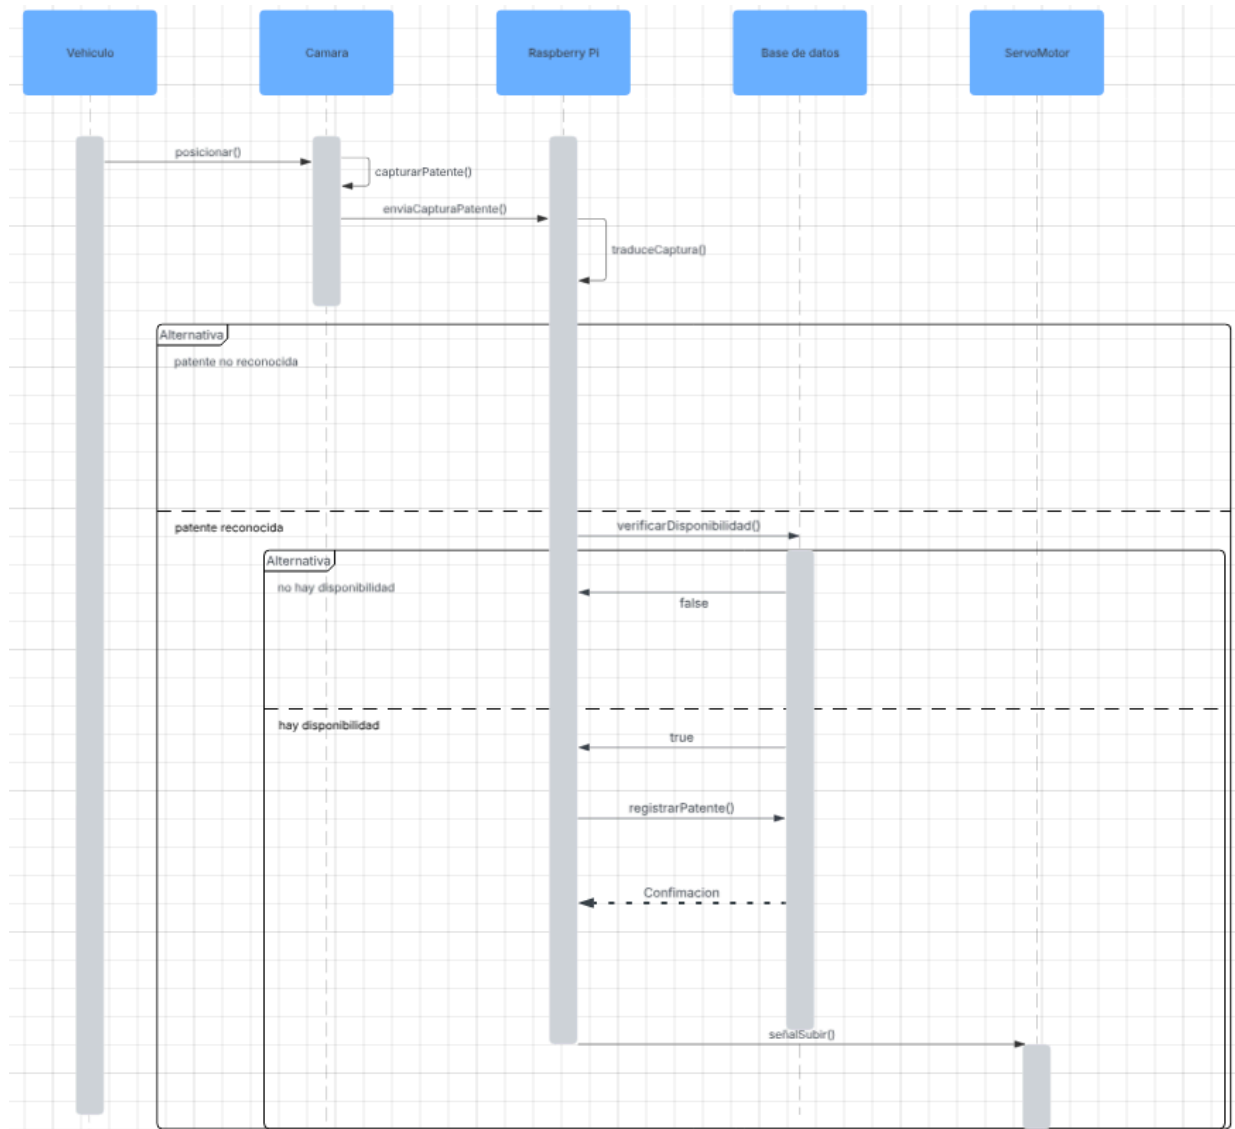 Vehiculo
Camara
Raspberry Pi
Base de datos
ServoMotor
posicionar()
capturarPatente()
enviaCapturaPatente()
traduceCaptura()
Alternativa
patente no reconocida
patente reconocida
verificarDisponibilidad()
Alternativa
no hay disponibilidad
false
hay disponibilidad
true
registrarPatente()
Confimacion
señalSubir()